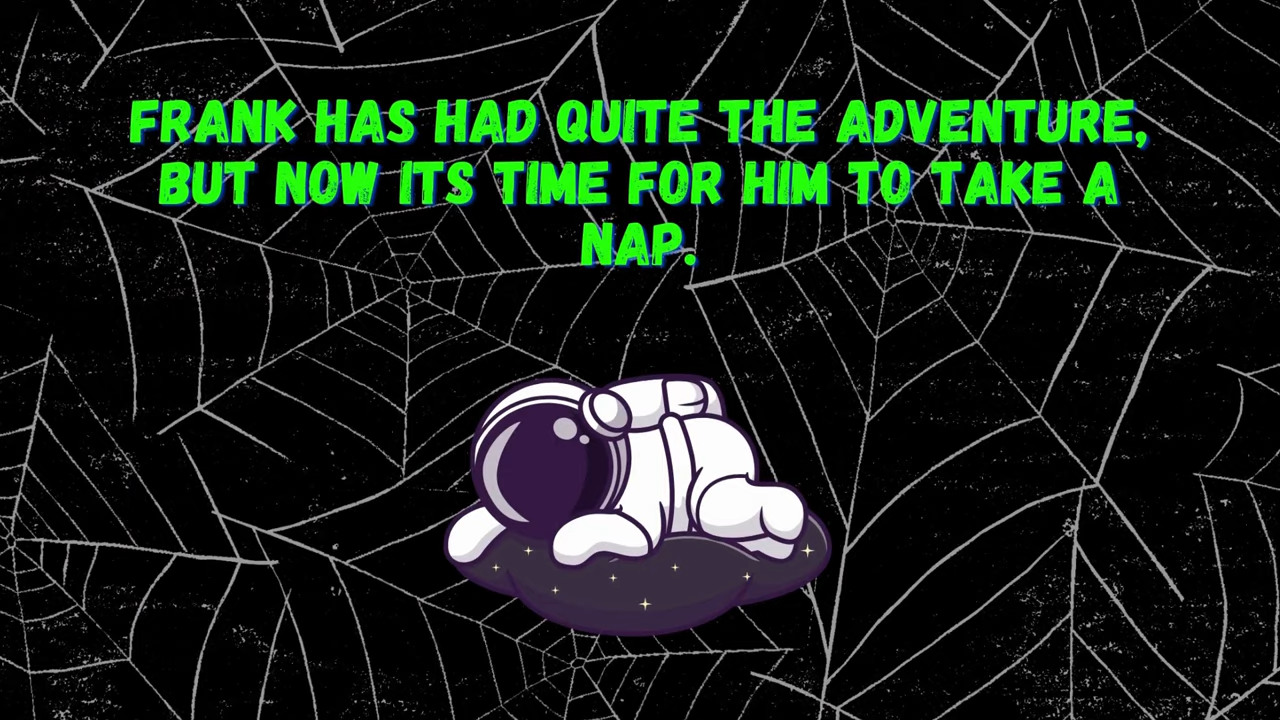 FRANK HAS HAD QUITE THE ADVENTURE,
BUT NOW ITS TIME FOR HIM TO TAKE A
NAP.